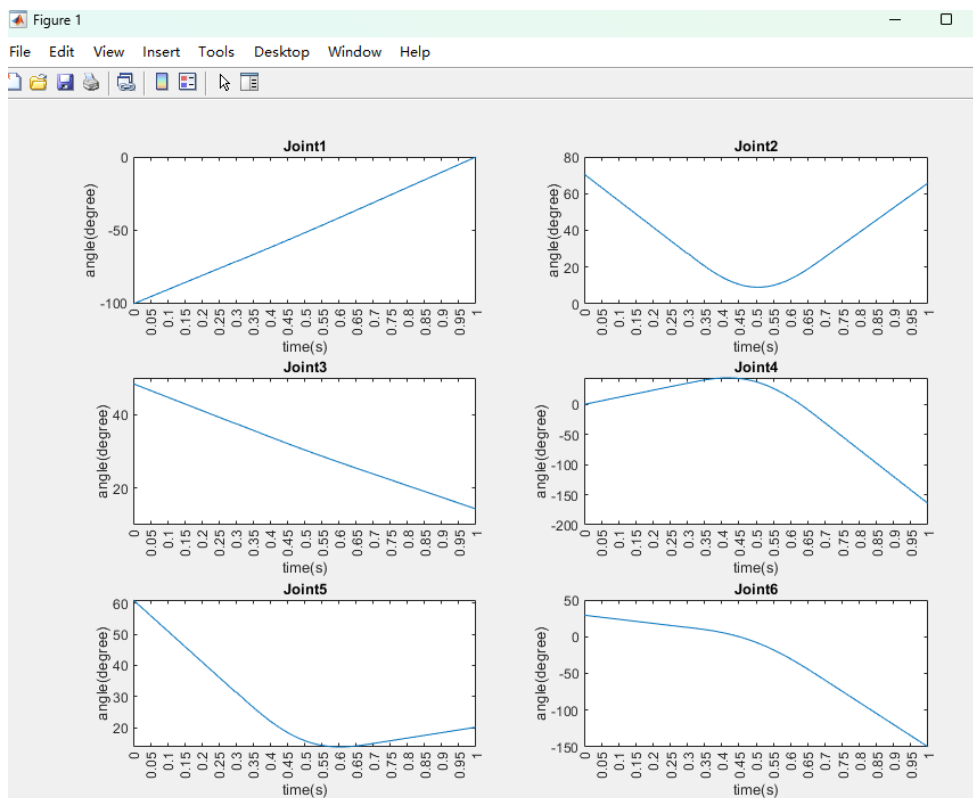 Figure 1
File Edit View Insert Tools Desktop Window Help
Joint1
0
-50
-100
angle(degree)
0 0.05 0.1 0.15 0.2 0.25 0.3 0.35 0.4 0.45 0.5 0.55 0.6 0.65 0.7 0.75 0.8 0.85 0.9 0.95 1
time(s)
Joint2
80
60
40
20
0
angle(degree)
0 0.05 0.1 0.15 0.2 0.25 0.3 0.35 0.4 0.45 0.5 0.55 0.6 0.65 0.7 0.75 0.8 0.85 0.9 0.95 1
time(s)
Joint3
40
20
angle(degree)
0 0.05 0.1 0.15 0.2 0.25 0.3 0.35 0.4 0.45 0.5 0.55 0.6 0.65 0.7 0.75 0.8 0.85 0.9 0.95 1
time(s)
Joint4
0
-50
-100
-150
-200
angle(degree)
0 0.05 0.1 0.15 0.2 0.25 0.3 0.35 0.4 0.45 0.5 0.55 0.6 0.65 0.7 0.75 0.8 0.85 0.9 0.95 1
time(s)
Joint5
60
50
40
30
20
angle(degree)
0 0.05 0.1 0.15 0.2 0.25 0.3 0.35 0.4 0.45 0.5 0.55 0.6 0.65 0.7 0.75 0.8 0.85 0.9 0.95 1
time(s)
Joint6
50
0
-50
-100
-150
angle(degree)
0 0.05 0.1 0.15 0.2 0.25 0.3 0.35 0.4 0.45 0.5 0.55 0.6 0.65 0.7 0.75 0.8 0.85 0.9 0.95 1
time(s)